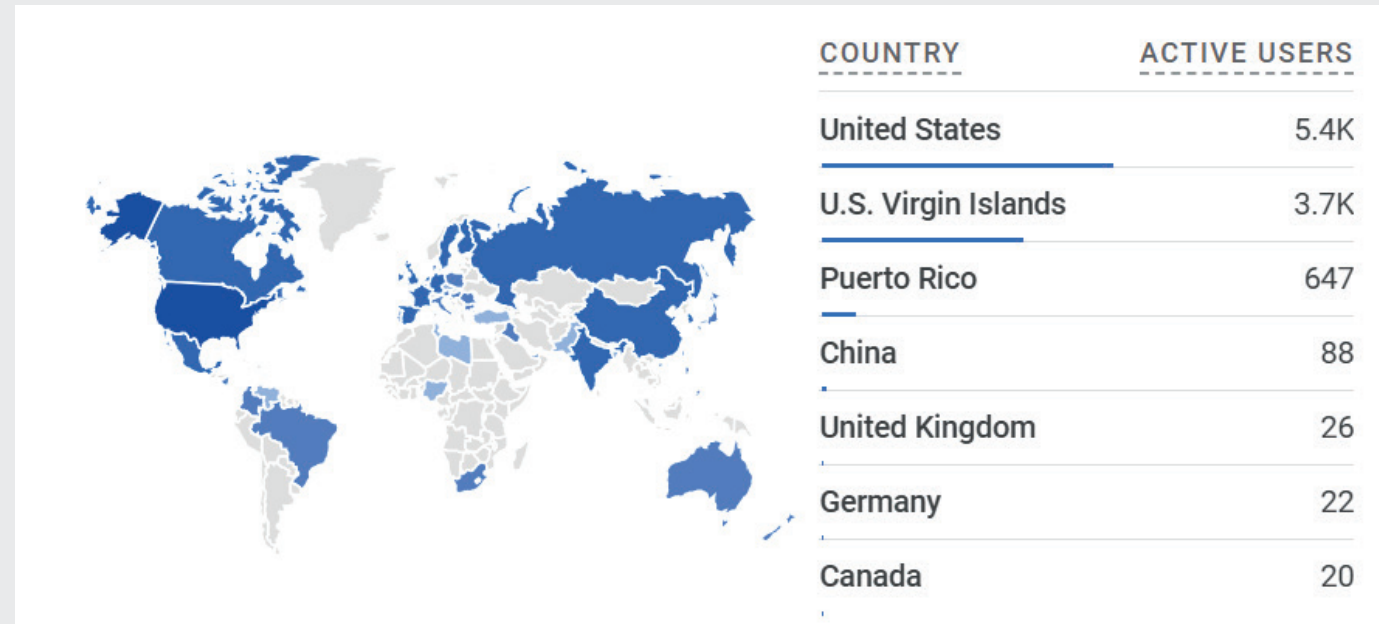 COUNTRY ACTIVE USERS
United States 5.4K
U.S. Virgin Islands 3.7K
Puerto Rico 647
China 88
United Kingdom 26
Germany 22
Canada 20